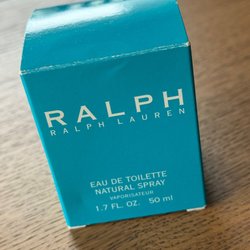 RALPH
RALPH LAUREN
EAU DE TOILETTE
NATURAL SPRAY
VAPORISATEUR
1.7 FL. OZ. 50 ml